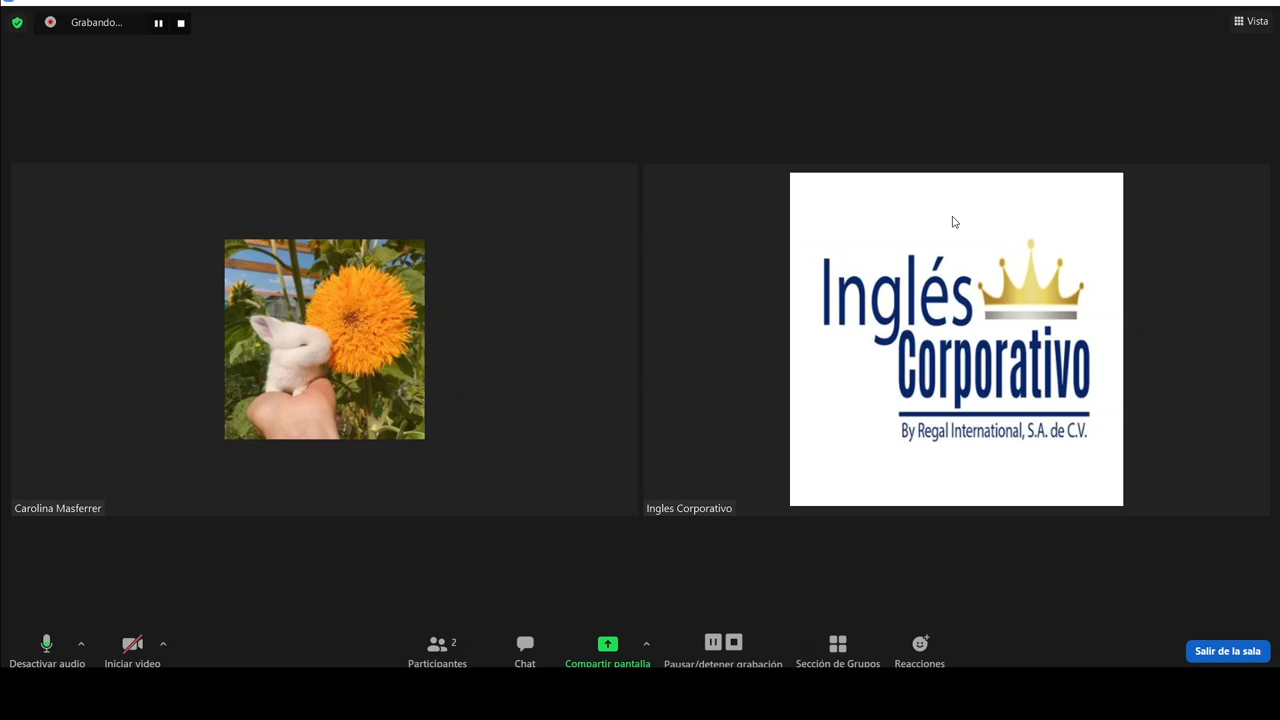 Grabando...
Vista
Inglés
Corporativo
By Regal International, S.A. de C.V.
Carolina Masferrer
Ingles Corporativo
2
Desactivar audio
Iniciar video
Participantes
Chat
Compartir pantalla
Pausar/detener grabación
Sección de Grupos
Reacciones
Salir de la sala